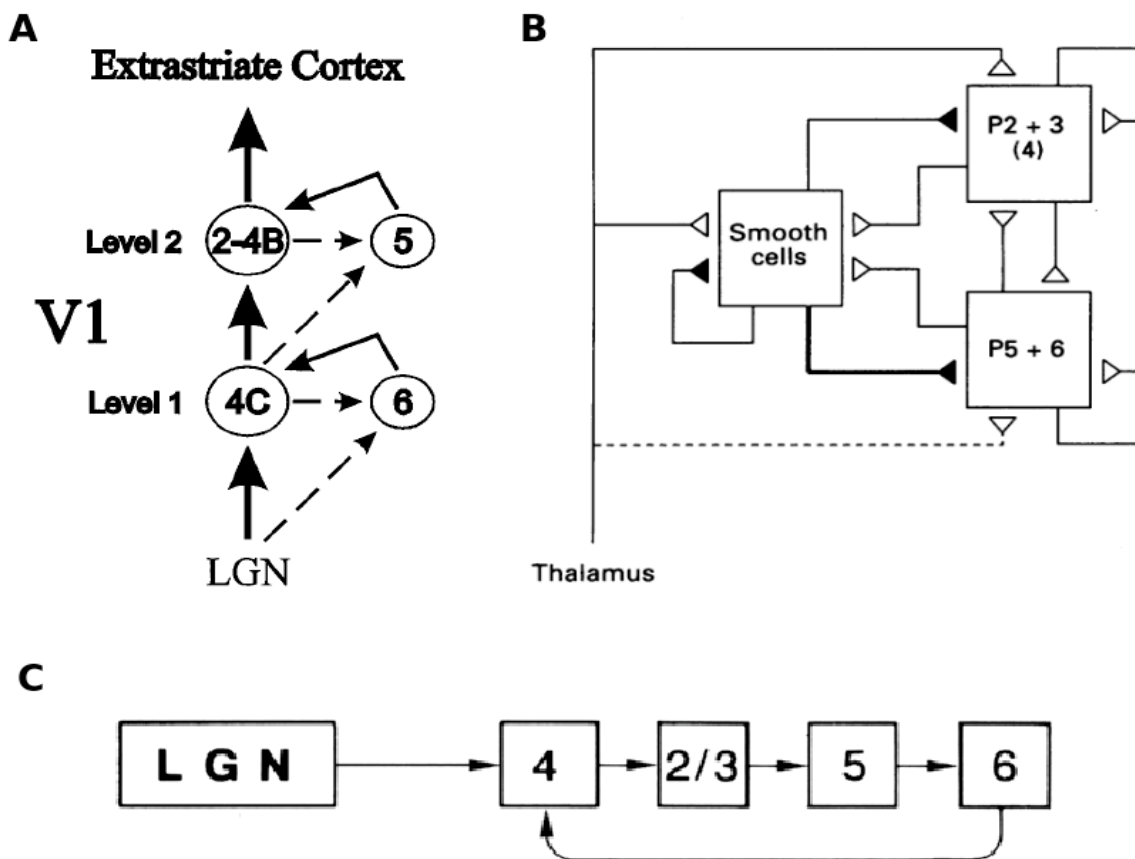 A
Extrastriate Cortex
Level 2
2-4B
5
V1
Level 1
4C
6
LGN
B
P2 + 3
(4)
Smooth
cells
P5 + 6
Thalamus
C
L G N
4
2/3
5
6